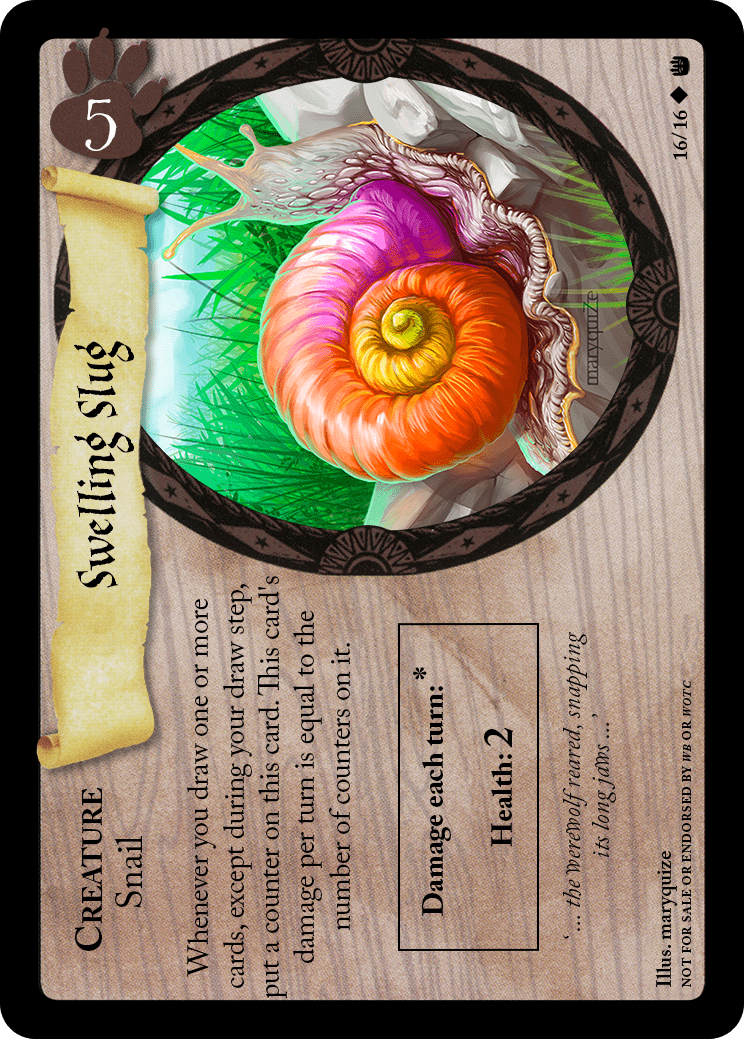 5
Swelling Slug
CREATURE
Snail
Whenever you draw one or more
cards, except during your draw step,
put a counter on this card. This card's
damage per turn is equal to the
number of counters on it.
Damage each turn: *
Health: 2
‘... the werewolf reared, snapping
its long jaws ...’
Illus. maryquize
NOT FOR SALE OR ENDORSED BY WB OR WOTC
16/16
maryquize